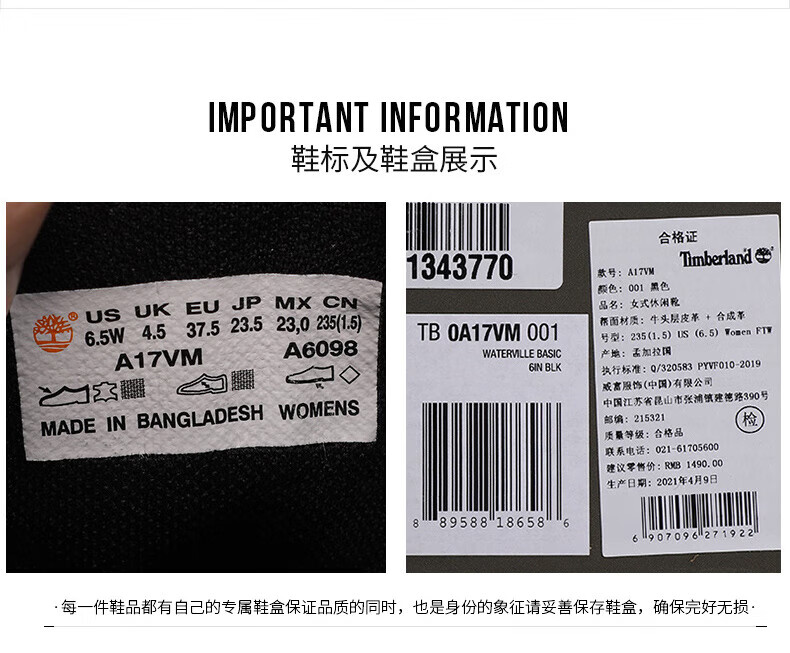 IMPORTANT INFORMATION
鞋标及鞋盒展示
US UK EU JP MX CN
6.5W 4.5 37.5 23.5 23,0 235(1.5)
A17VM A6098
MADE IN BANGLADESH WOMENS
1343770
TB 0A17VM 001
WATERVILLE BASIC
6IN BLK
8 89588 18658 6
合格证
Timberland
款号: A17VM
颜色: 001 黑色
品名: 女式休闲靴
帮面材质: 牛头层皮革 + 合成革
号型: 235(1.5) US (6.5) Women FTW
产地: 孟加拉国
执行标准: Q/320583 PYVF010-2019
威富服饰(中国)有限公司
中国江苏省昆山市张浦镇建德路390号
邮编: 215321
质量等级: 合格品
检
联系电话: 021-61705600
建议零售价: RMB 1490.00
生产日期: 2021年4月9日
6 907096 271922
·每一件鞋品都有自己的专属鞋盒保证品质的同时，也是身份的象征请妥善保存鞋盒，确保完好无损·